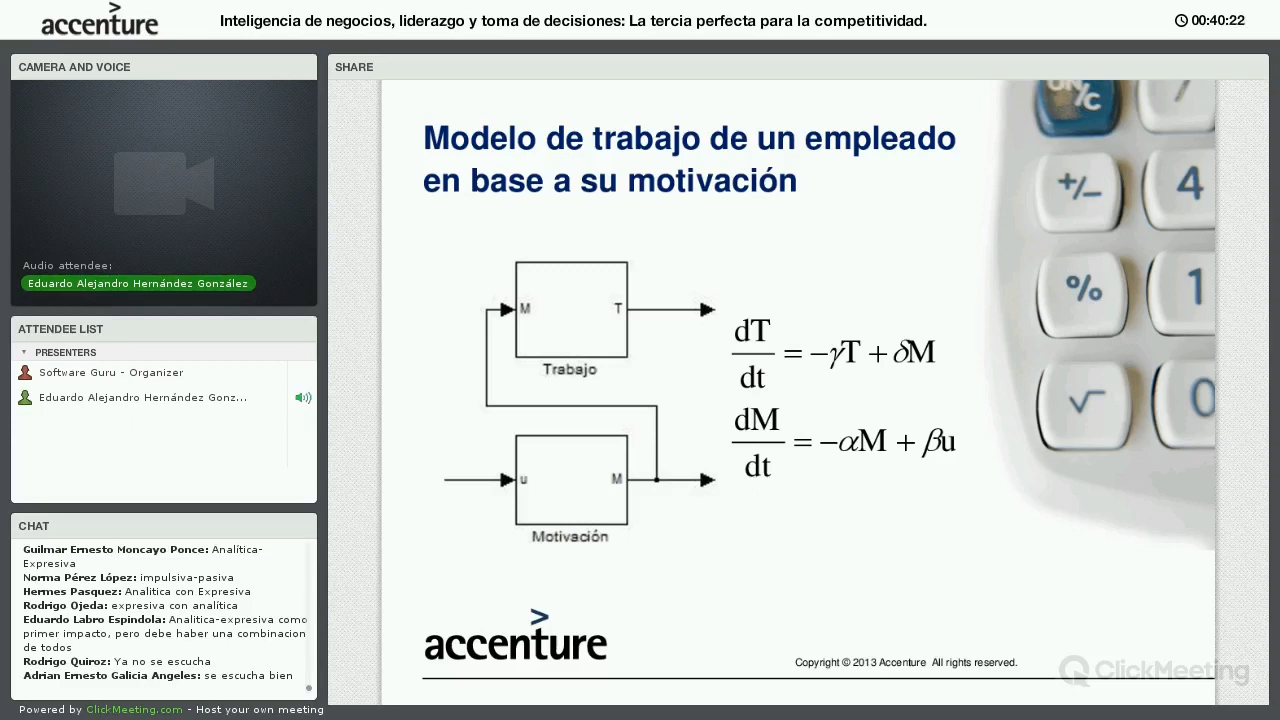 accenture
Inteligencia de negocios, liderazgo y toma de decisiones: La tercia perfecta para la competitividad.
00:40:22
CAMERA AND VOICE
Audio attendee:
Eduardo Alejandro Hernández González
ATTENDEE LIST
PRESENTERS
Software Guru - Organizer
Eduardo Alejandro Hernández Gonz...
CHAT
Guilmar Ernesto Moncayo Ponce: Analítica-
Expresiva
Norma Pérez López: impulsiva-pasiva
Hermes Pasquez: Analitica con Expresiva
Rodrigo Ojeda: expresiva con analítica
Eduardo Labro Espindola: Analitica-expresiva como
primer impacto, pero debe haber una combinacion
de todos
Rodrigo Quiroz: Ya no se escucha
Adrian Ernesto Galicia Angeles: se escucha bien
Powered by ClickMeeting.com - Host your own meeting
SHARE
Modelo de trabajo de un empleado
en base a su motivación
M T
Trabajo
u M
Motivación
dT/dt = −γT + δM
dM/dt = −αM + βu
ON/C
+/− 4
% 1
√ 0
accenture
Copyright © 2013 Accenture All rights reserved.
ClickMeeting